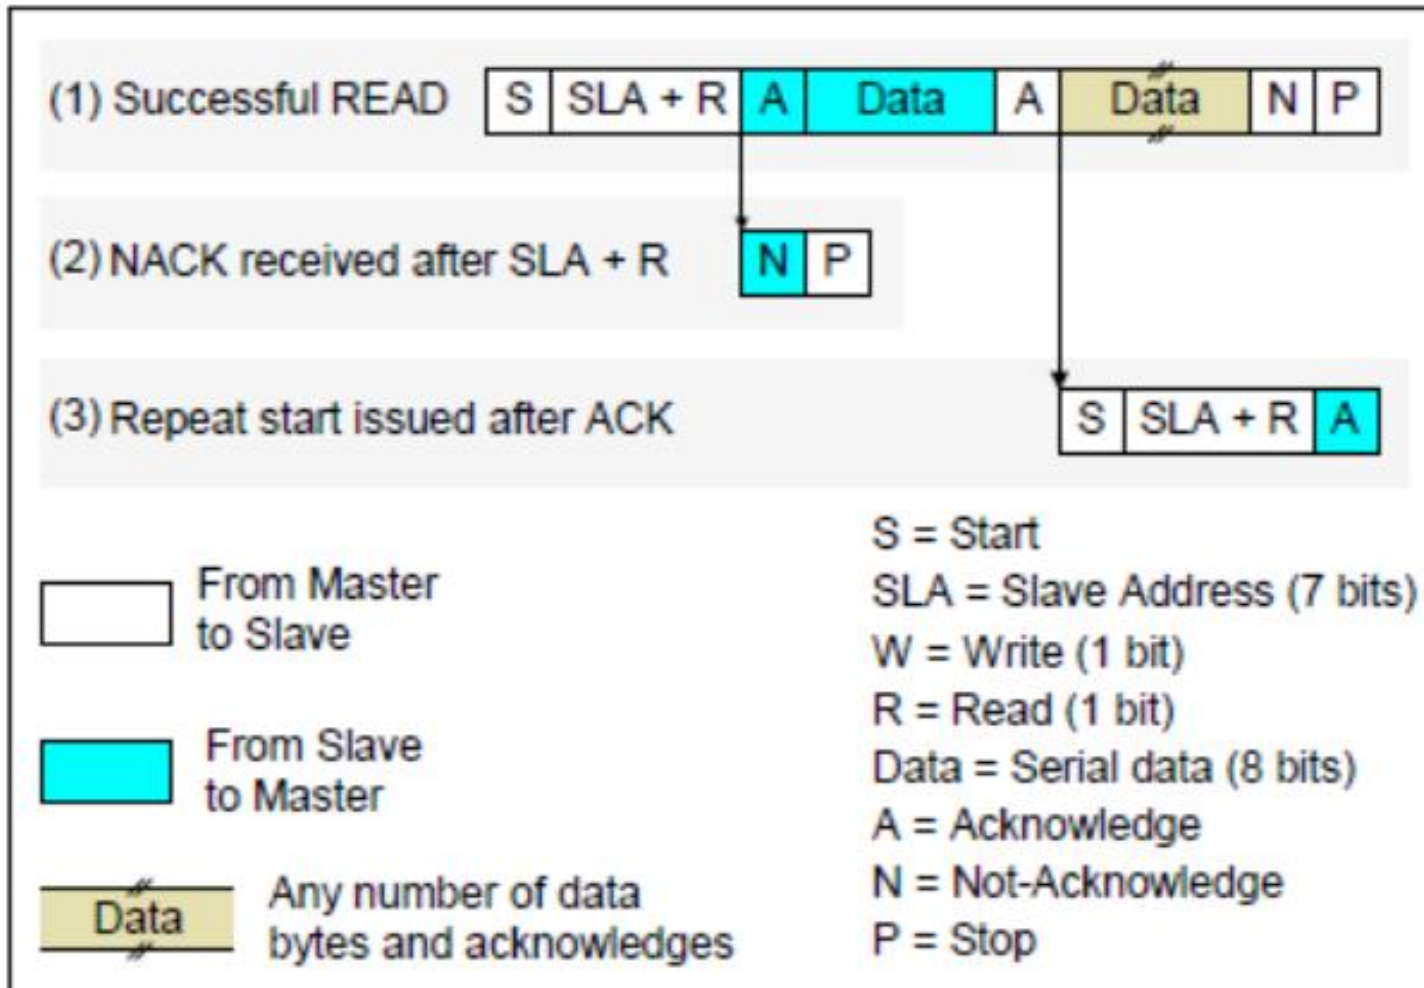 (1) Successful READ S SLA + R A Data A Data N P
(2) NACK received after SLA + R N P
(3) Repeat start issued after ACK S SLA + R A
From Master
to Slave
From Slave
to Master
Data
Any number of data
bytes and acknowledges
S = Start
SLA = Slave Address (7 bits)
W = Write (1 bit)
R = Read (1 bit)
Data = Serial data (8 bits)
A = Acknowledge
N = Not-Acknowledge
P = Stop